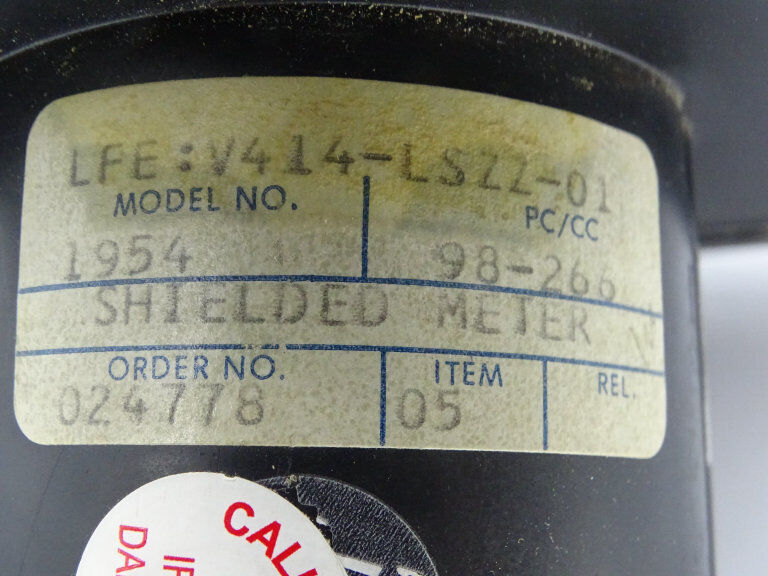 LFE:V414-LSZZ-01
MODEL NO. PC/CC
1954 98-266
SHIELDED METER
ORDER NO. ITEM REL.
024778 05